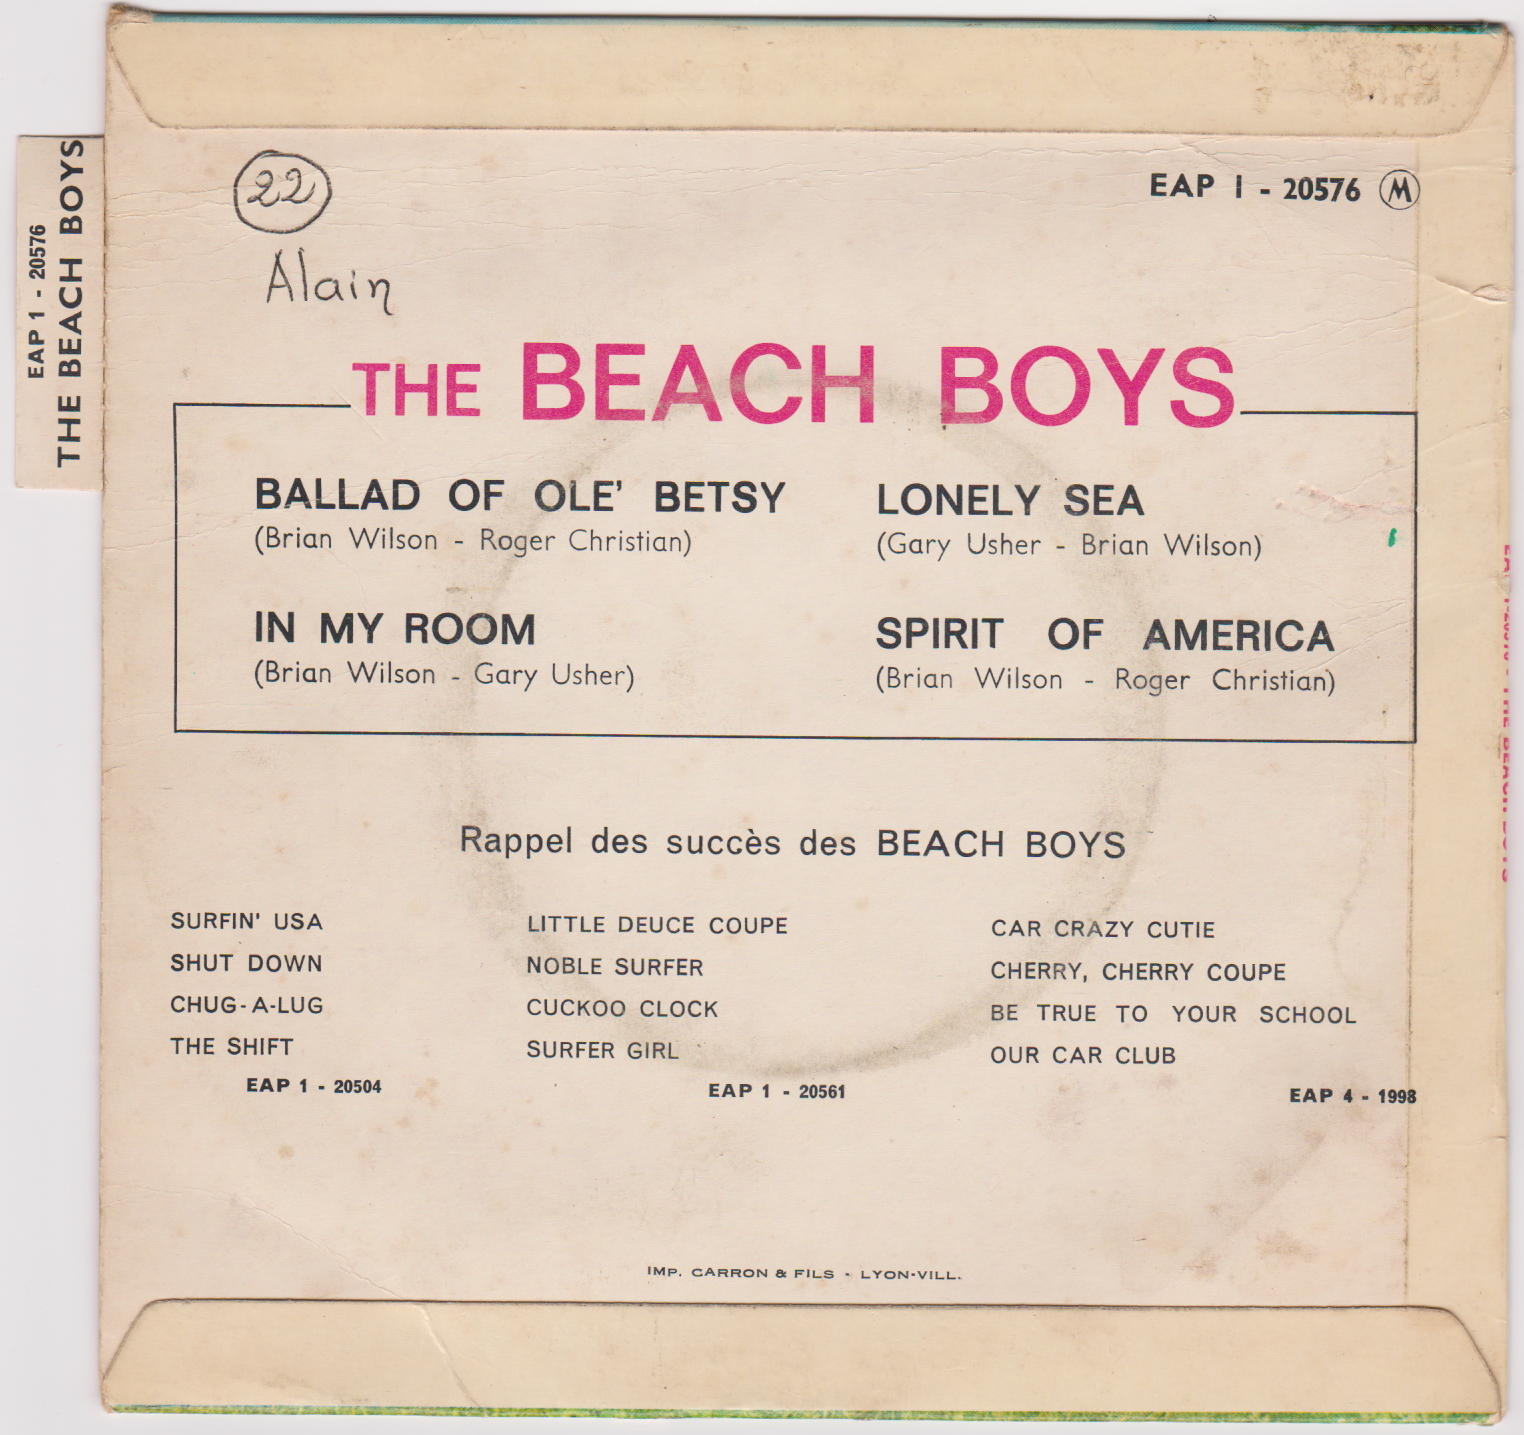 EAP 1 - 20576
THE BEACH BOYS
22
Alain
EAP 1 - 20576 M
THE BEACH BOYS
BALLAD OF OLE' BETSY
(Brian Wilson - Roger Christian)
LONELY SEA
(Gary Usher - Brian Wilson)
IN MY ROOM
(Brian Wilson - Gary Usher)
SPIRIT OF AMERICA
(Brian Wilson - Roger Christian)
Rappel des succès des BEACH BOYS
SURFIN' USA
SHUT DOWN
CHUG-A-LUG
THE SHIFT
EAP 1 - 20504
LITTLE DEUCE COUPE
NOBLE SURFER
CUCKOO CLOCK
SURFER GIRL
EAP 1 - 20561
CAR CRAZY CUTIE
CHERRY, CHERRY COUPE
BE TRUE TO YOUR SCHOOL
OUR CAR CLUB
EAP 4 - 1998
IMP. CARRON & FILS - LYON-VILL.